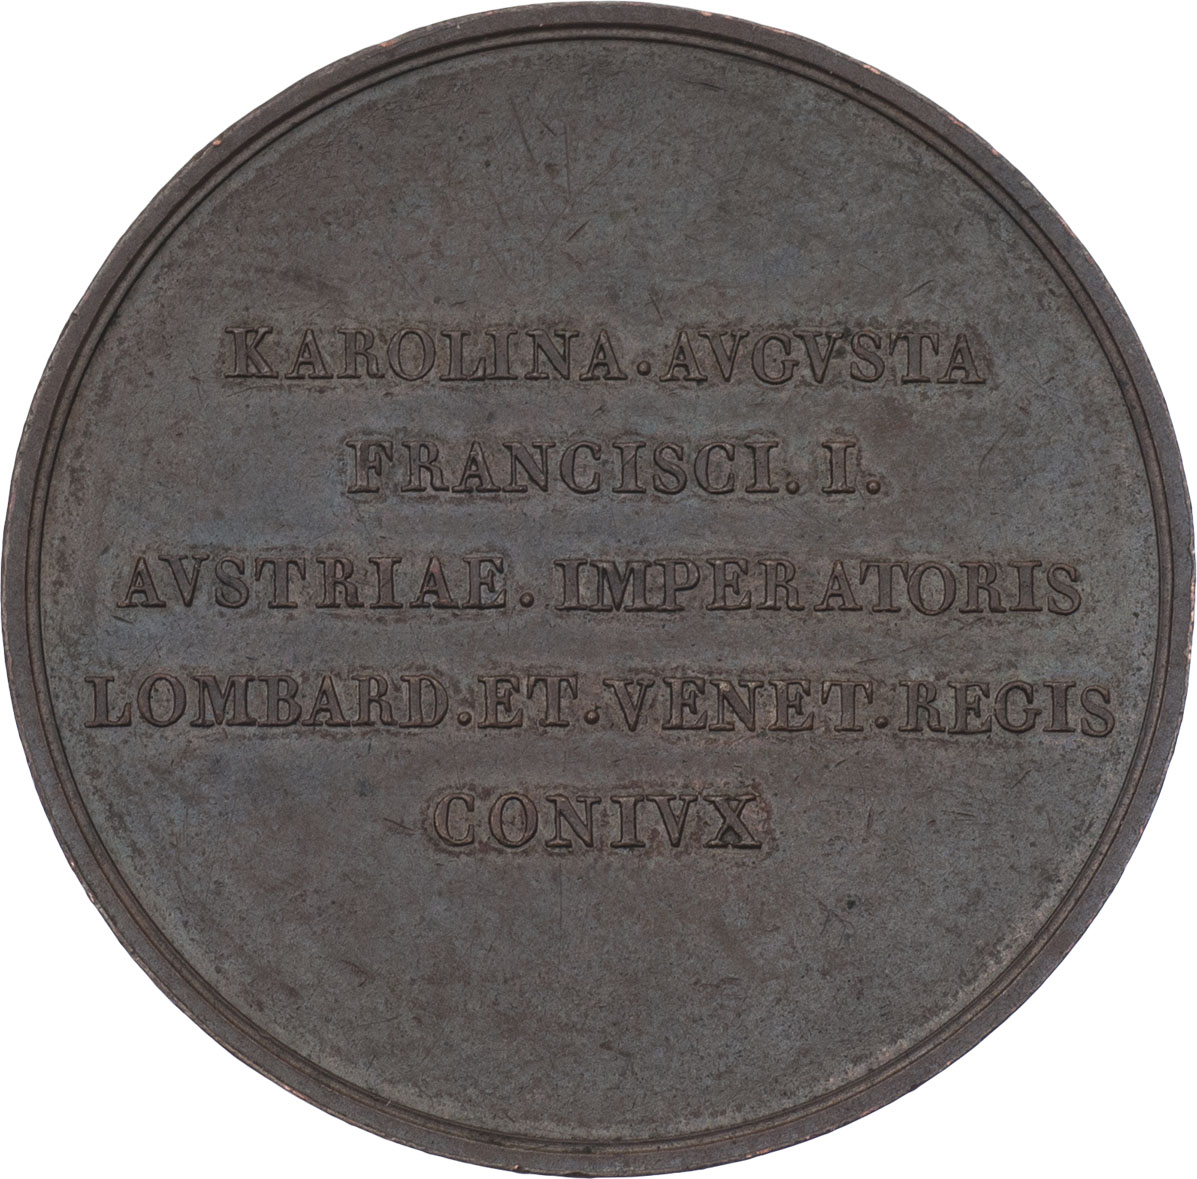 KAROLINA.AVGVSTA
FRANCISCI.I.
AVSTRIAE.IMPERATORIS
LOMBARD.ET.VENET.REGIS
CONIVX